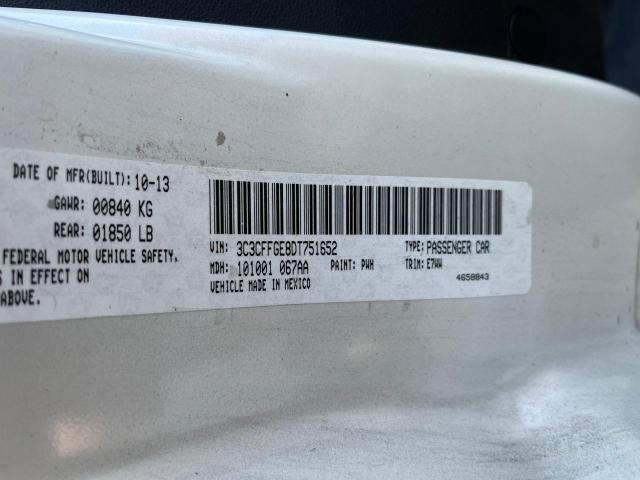 DATE OF MFR(BUILT): 10-13
GAWR: 00840 KG
REAR: 01850 LB
FEDERAL MOTOR VEHICLE SAFETY.
IN EFFECT ON
ABOVE.
VIN: 3C3CFFGE8DT751652
TYPE: PASSENGER CAR
MDH: 101001 067AA
PAINT: PWH
TRIM: E7WW
VEHICLE MADE IN MEXICO
4658843